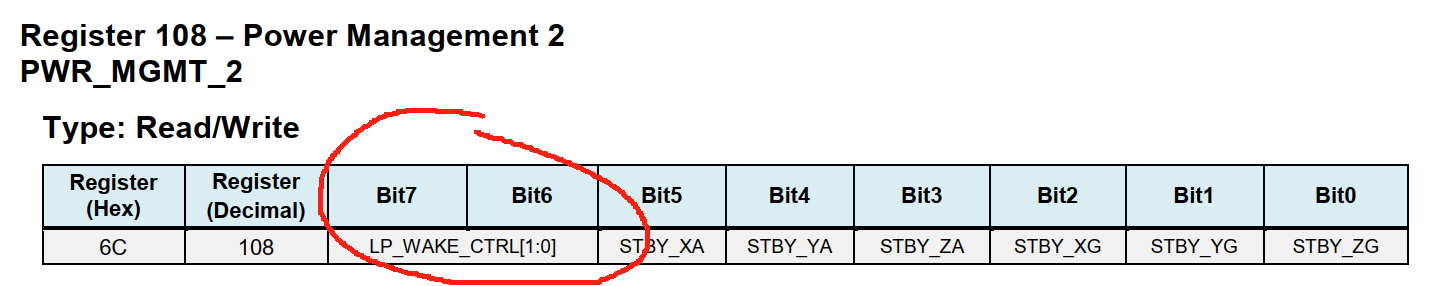 Register 108 – Power Management 2
PWR_MGMT_2
Type: Read/Write
Register (Hex) Register (Decimal) Bit7 Bit6 Bit5 Bit4 Bit3 Bit2 Bit1 Bit0
6C 108 LP_WAKE_CTRL[1:0] STBY_XA STBY_YA STBY_ZA STBY_XG STBY_YG STBY_ZG